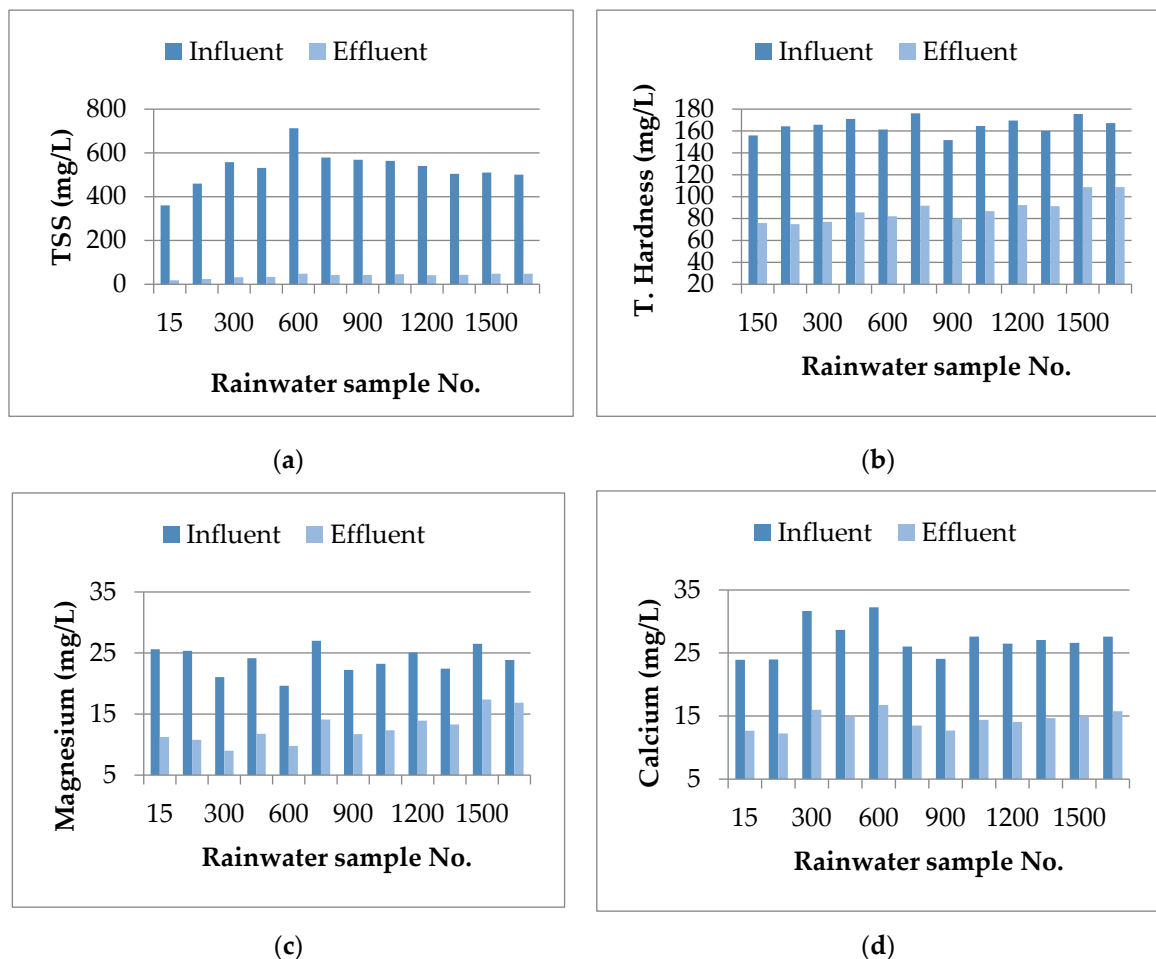 Influent Effluent
800
600
400
200
0
TSS (mg/L)
15 300 600 900 1200 1500
Rainwater sample No.
(a)
Influent Effluent
180
160
140
120
100
80
60
40
20
T. Hardness (mg/L)
150 300 600 900 1200 1500
Rainwater sample No.
(b)
Influent Effluent
35
25
15
5
Magnesium (mg/L)
15 300 600 900 1200 1500
Rainwater sample No.
(c)
Influent Effluent
35
25
15
5
Calcium (mg/L)
15 300 600 900 1200 1500
Rainwater sample No.
(d)